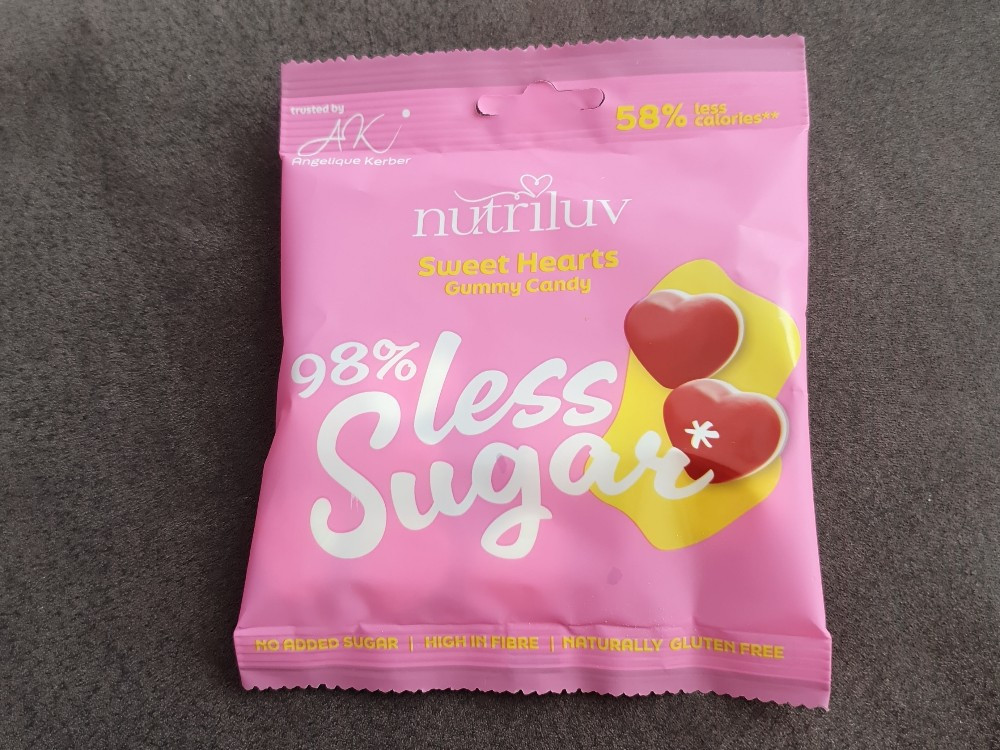 trusted by
AK
Angelique Kerber
58% less
calories**
nutriluv
Sweet Hearts
Gummy Candy
98% less
Sugar*
NO ADDED SUGAR | HIGH IN FIBRE | NATURALLY GLUTEN FREE